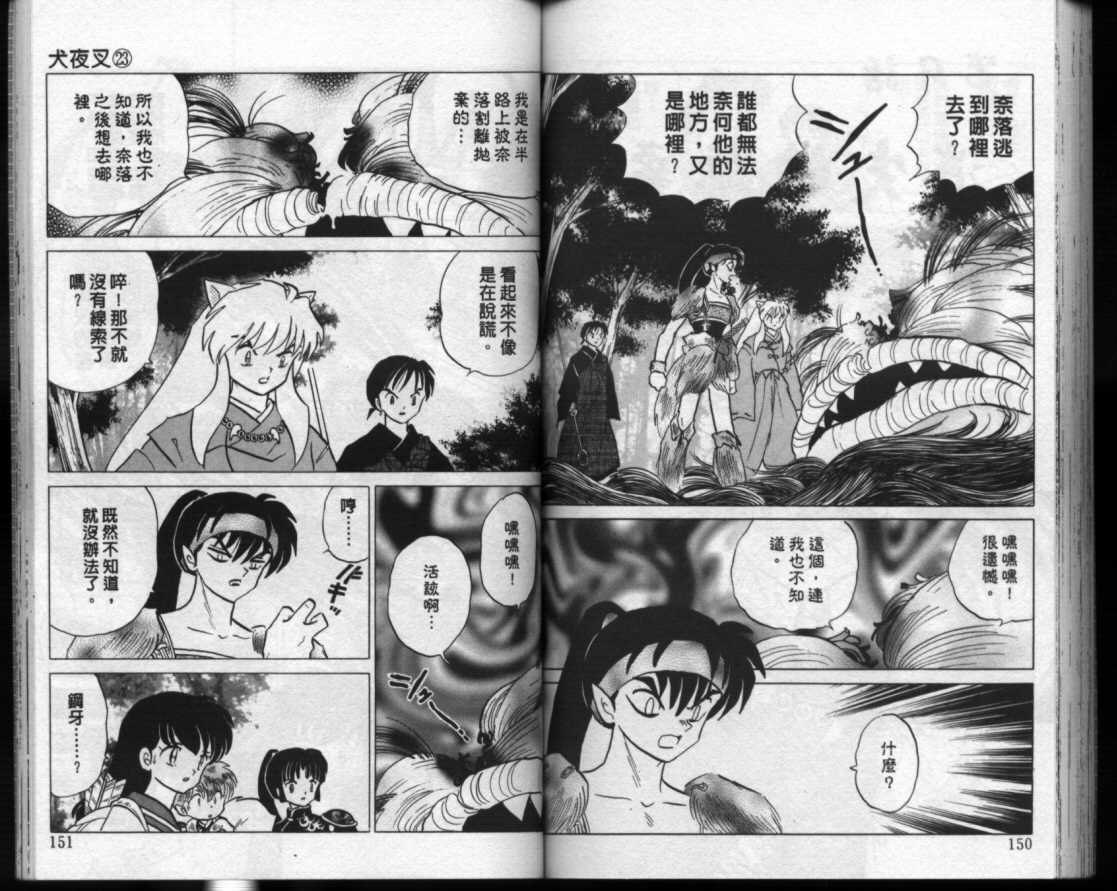 奈落逃
到哪裡
去了？
誰都無法
奈何他的
地方，又
是哪裡？
嘿嘿嘿！
很遺憾。
這個，連
我也不知
道。
什麼？
150
犬夜叉㉓
我是在半
路上被奈
落割離拋
棄的…
所以我也不
知道，奈落
之後想去哪
裡。
看起來不像
是在說謊。
啐！那不就
沒有線索了
嗎？
嘿嘿嘿！
活該啊…
哼……
既然不知道，
就沒辦法了。
鋼牙……？
151